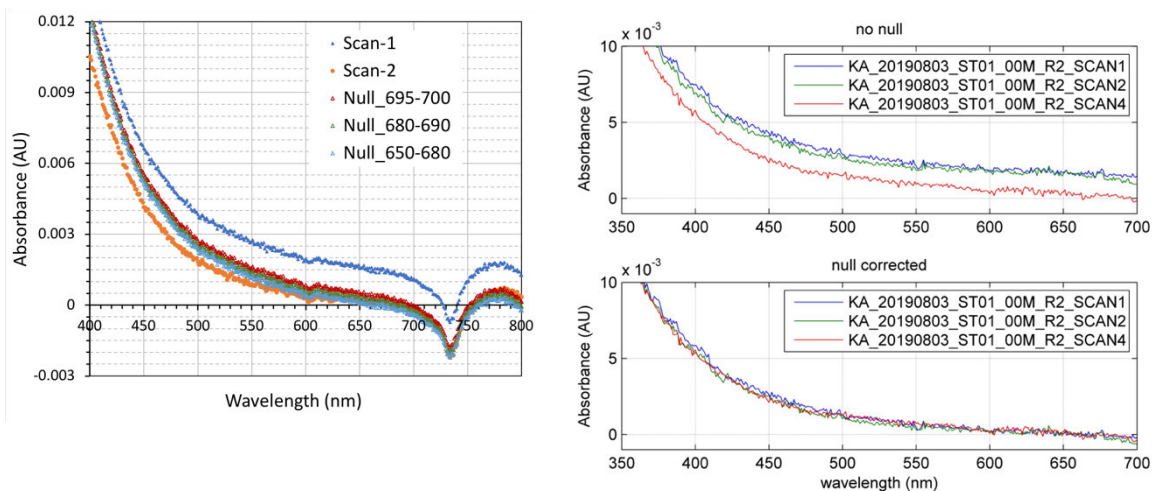 0.012
0.009
0.006
0.003
0
-0.003
400 450 500 550 600 650 700 750 800
Absorbance (AU)
Wavelength (nm)
Scan-1
Scan-2
Null_695-700
Null_680-690
Null_650-680
no null
10 x 10-3
5
0
Absorbance (AU)
KA_20190803_ST01_00M_R2_SCAN1
KA_20190803_ST01_00M_R2_SCAN2
KA_20190803_ST01_00M_R2_SCAN4
350 400 450 500 550 600 650 700
null corrected
10 x 10-3
5
0
Absorbance (AU)
KA_20190803_ST01_00M_R2_SCAN1
KA_20190803_ST01_00M_R2_SCAN2
KA_20190803_ST01_00M_R2_SCAN4
350 400 450 500 550 600 650 700
wavelength (nm)